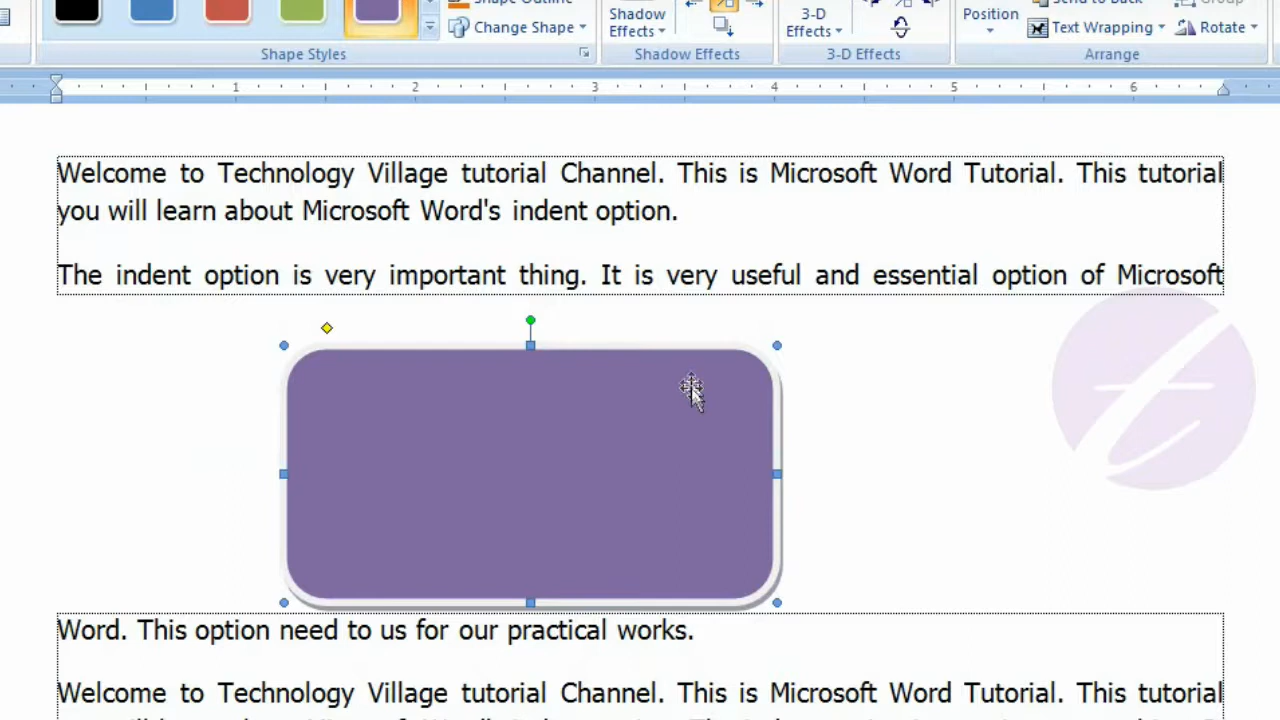 Shape Outline
Change Shape
Shadow
Effects
3-D
Effects
Position
Send to Back
Group
Text Wrapping
Rotate
Shape Styles
Shadow Effects
3-D Effects
Arrange
1 2 3 4 5 6
Welcome to Technology Village tutorial Channel. This is Microsoft Word Tutorial. This tutorial
you will learn about Microsoft Word's indent option.
The indent option is very important thing. It is very useful and essential option of Microsoft
Word. This option need to us for our practical works.
Welcome to Technology Village tutorial Channel. This is Microsoft Word Tutorial. This tutorial